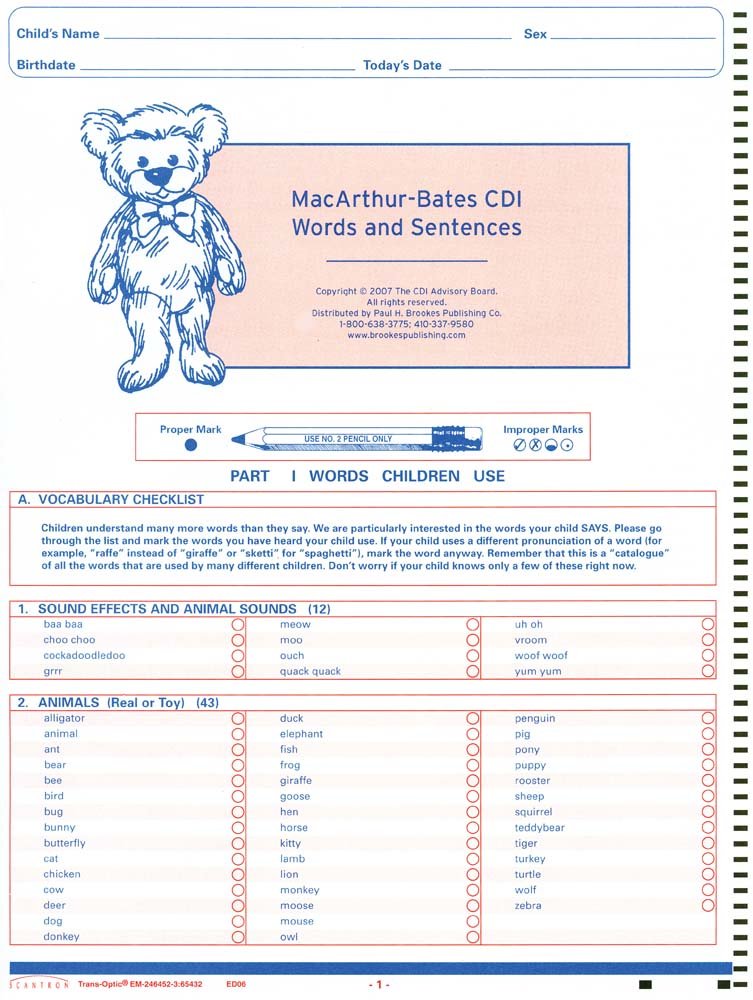 Child's Name Sex
Birthdate Today's Date
MacArthur-Bates CDI
Words and Sentences
Copyright © 2007 The CDI Advisory Board.
All rights reserved.
Distributed by Paul H. Brookes Publishing Co.
1-800-638-3775; 410-337-9580
www.brookespublishing.com
Proper Mark USE NO. 2 PENCIL ONLY Improper Marks
PART I WORDS CHILDREN USE
A. VOCABULARY CHECKLIST
Children understand many more words than they say. We are particularly interested in the words your child SAYS. Please go
through the list and mark the words you have heard your child use. If your child uses a different pronunciation of a word (for
example, "raffe" instead of "giraffe" or "sketti" for "spaghetti"), mark the word anyway. Remember that this is a "catalogue"
of all the words that are used by many different children. Don't worry if your child knows only a few of these right now.
1. SOUND EFFECTS AND ANIMAL SOUNDS (12)
baa baa meow uh oh
choo choo moo vroom
cockadoodledoo ouch woof woof
grrr quack quack yum yum
2. ANIMALS (Real or Toy) (43)
alligator duck penguin
animal elephant pig
ant fish pony
bear frog puppy
bee giraffe rooster
bird goose sheep
bug hen squirrel
bunny horse teddybear
butterfly kitty tiger
cat lamb turkey
chicken lion turtle
cow monkey wolf
deer moose zebra
dog mouse
donkey owl
SCANTRON Trans-Optic® EM-246452-3:65432 ED06 - 1 -